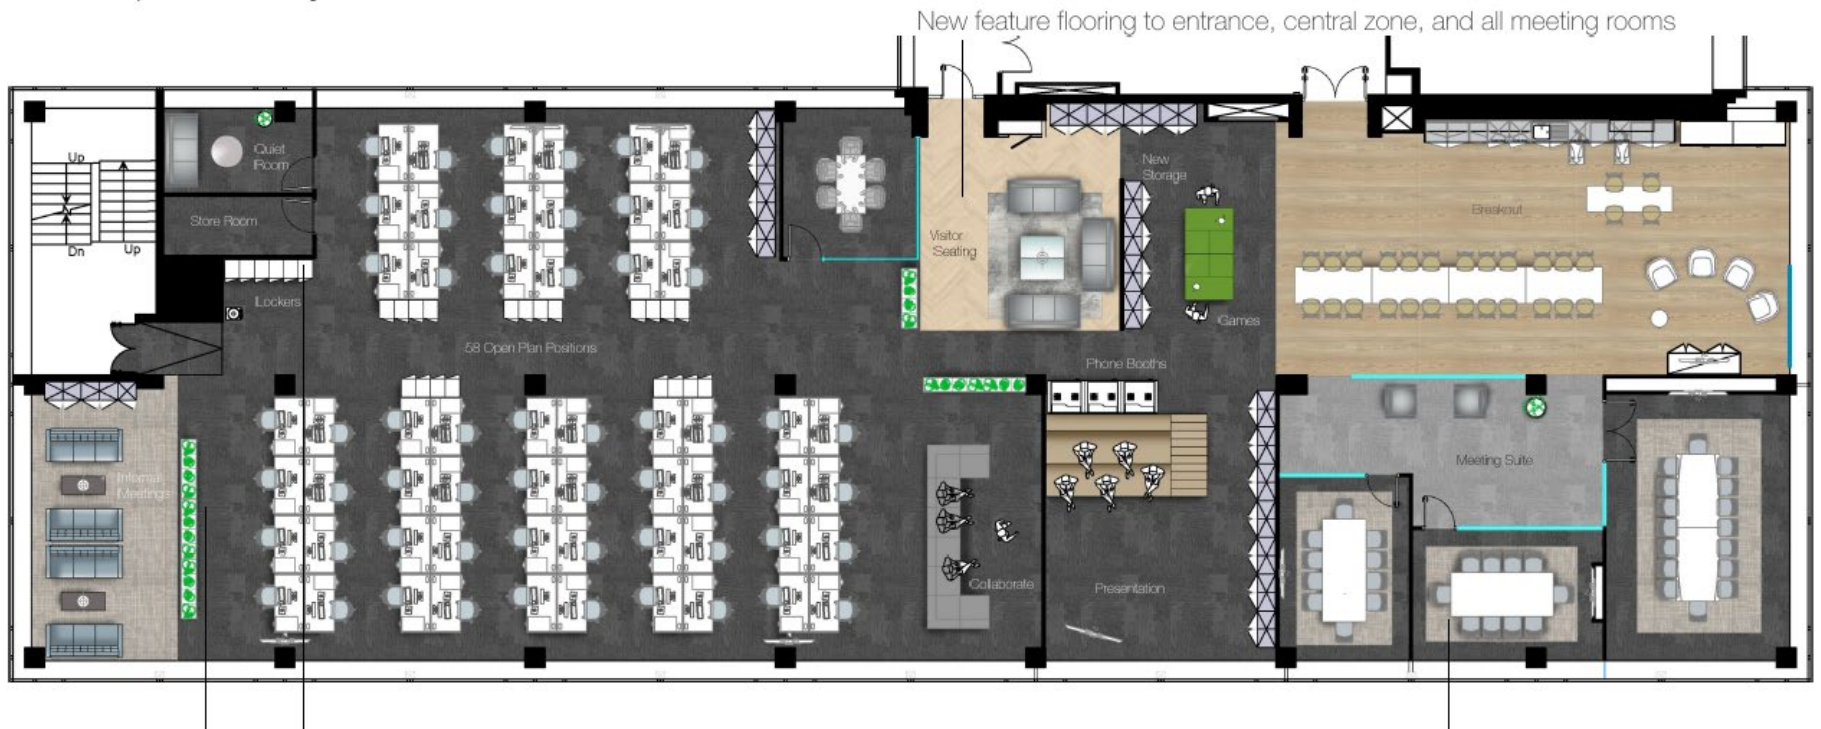 New feature flooring to entrance, central zone, and all meeting rooms
Up
Up
Dn
Quiet
Room
Store Room
Lockers
58 Open Plan Positions
Visitor
Seating
New
Storage
Games
Phone Booths
Breakout
Informal
Meetings
Collaborate
Presentation
Meeting Suite